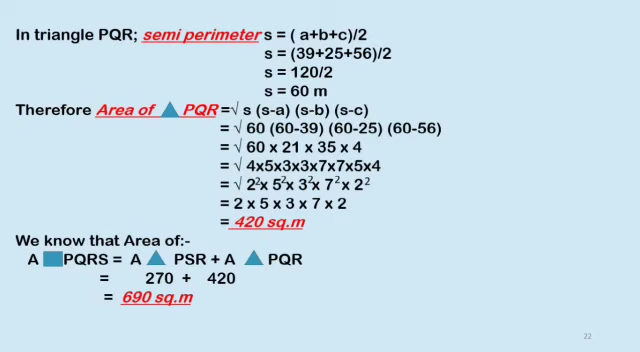 In triangle PQR; semi perimeter s = ( a+b+c)/2
s = (39+25+56)/2
s = 120/2
s = 60 m
Therefore Area of PQR =√ s (s-a) (s-b) (s-c)
= √ 60 (60-39) (60-25) (60-56)
= √ 60 x 21 x 35 x 4
= √ 4x5x3x3x7x7x5x4
= √ 2²x 5²x 3²x 7² x 2²
= 2 x 5 x 3 x 7 x 2
= 420 sq.m
We know that Area of:-
A PQRS = A PSR + A PQR
= 270 + 420
= 690 sq.m
22